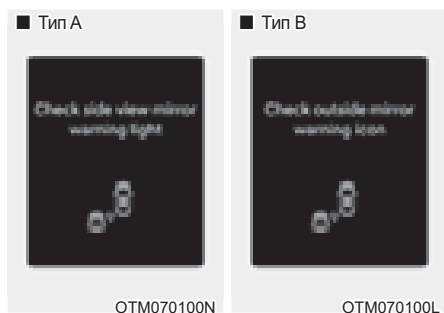 ■ Тип A
Check side view mirror
warning light
OTM070100N
■ Тип B
Check outside mirror
warning icon
OTM070100L